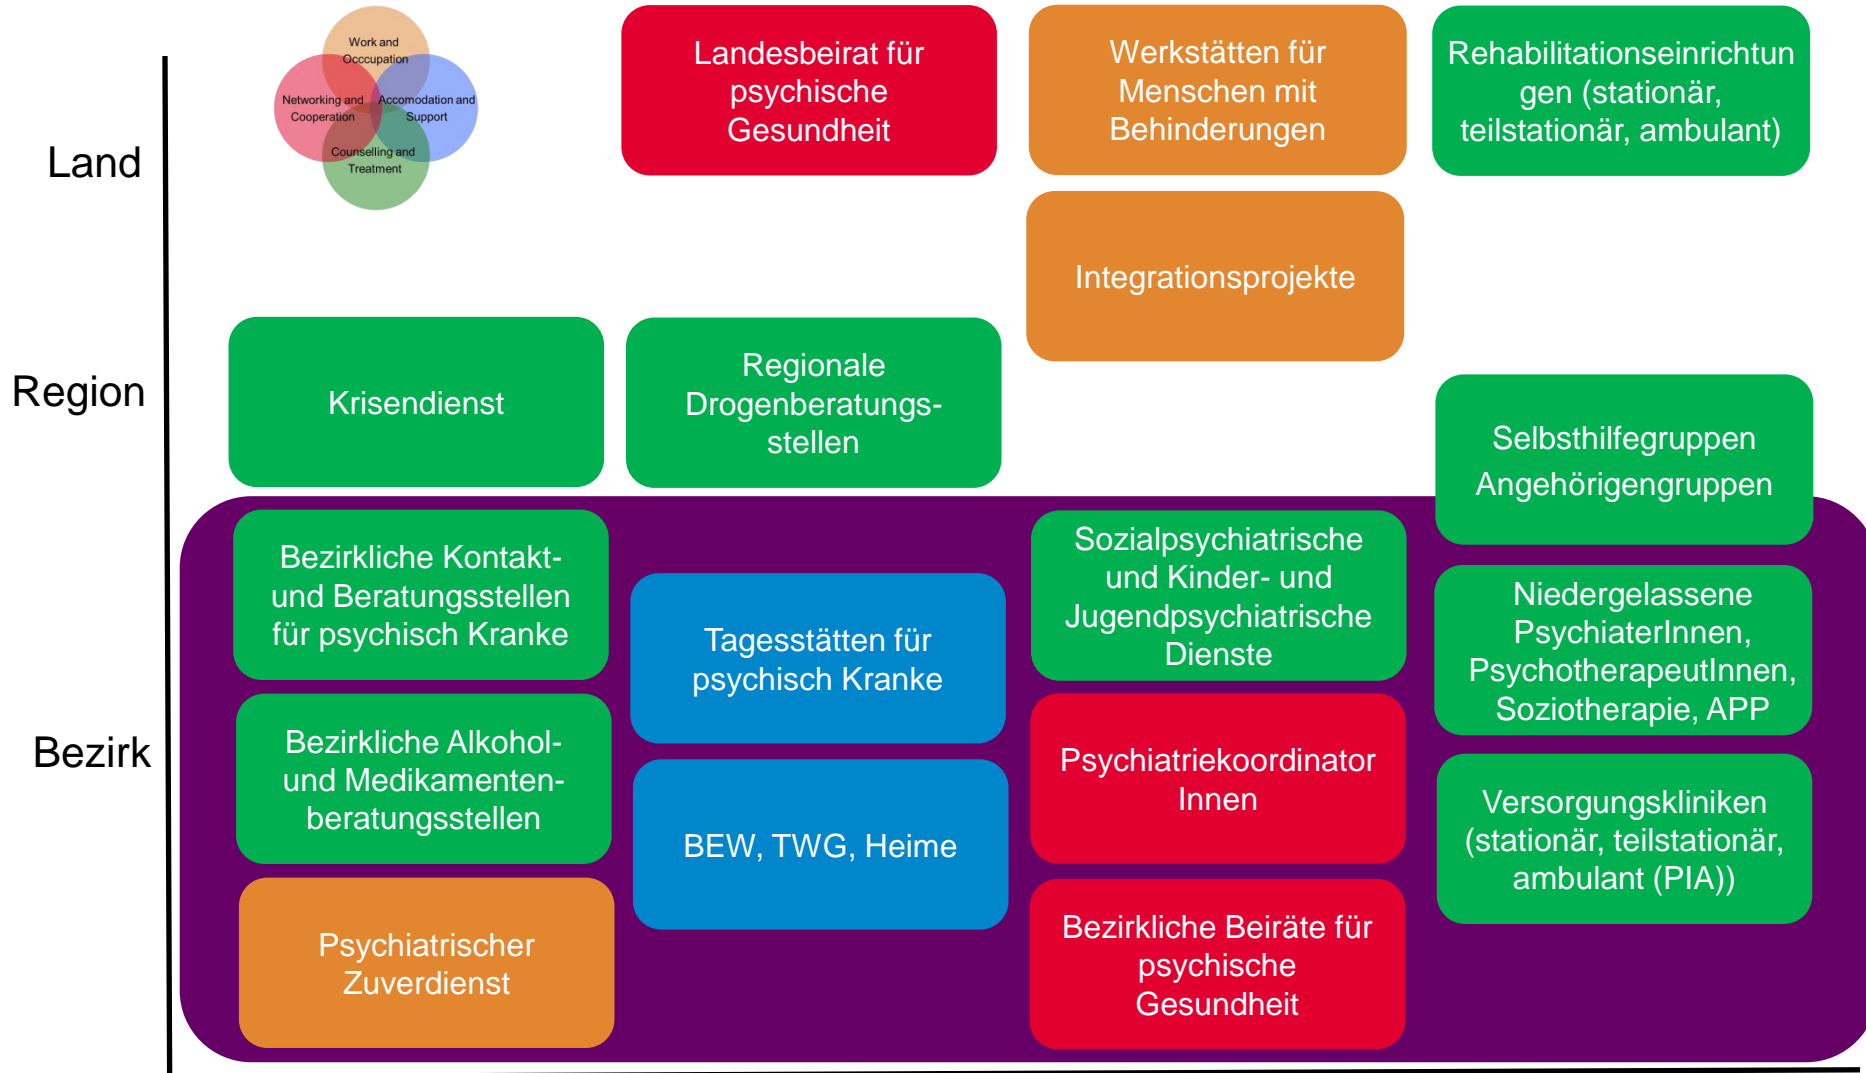 Work and
Occcupation
Networking and
Cooperation
Accomodation and
Support
Counselling and
Treatment
Landesbeirat für
psychische
Gesundheit
Werkstätten für
Menschen mit
Behinderungen
Rehabilitationseinrichtun
gen (stationär,
teilstationär, ambulant)
Land
Integrationsprojekte
Region
Krisendienst
Regionale
Drogenberatungs-
stellen
Selbsthilfegruppen
Angehörigengruppen
Bezirk
Bezirkliche Kontakt-
und Beratungsstellen
für psychisch Kranke
Tagesstätten für
psychisch Kranke
Sozialpsychiatrische
und Kinder- und
Jugendpsychiatrische
Dienste
Niedergelassene
PsychiaterInnen,
PsychotherapeutInnen,
Soziotherapie, APP
Bezirkliche Alkohol-
und Medikamenten-
beratungsstellen
BEW, TWG, Heime
Psychiatriekoordinator
Innen
Versorgungskliniken
(stationär, teilstationär,
ambulant (PIA))
Psychiatrischer
Zuverdienst
Bezirkliche Beiräte für
psychische
Gesundheit